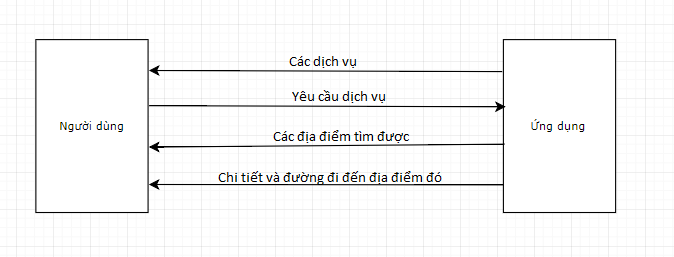 Các dịch vụ
Yêu cầu dịch vụ
Người dùng
Ứng dụng
Các địa điểm tìm được
Chi tiết và đường đi đến địa điểm đó